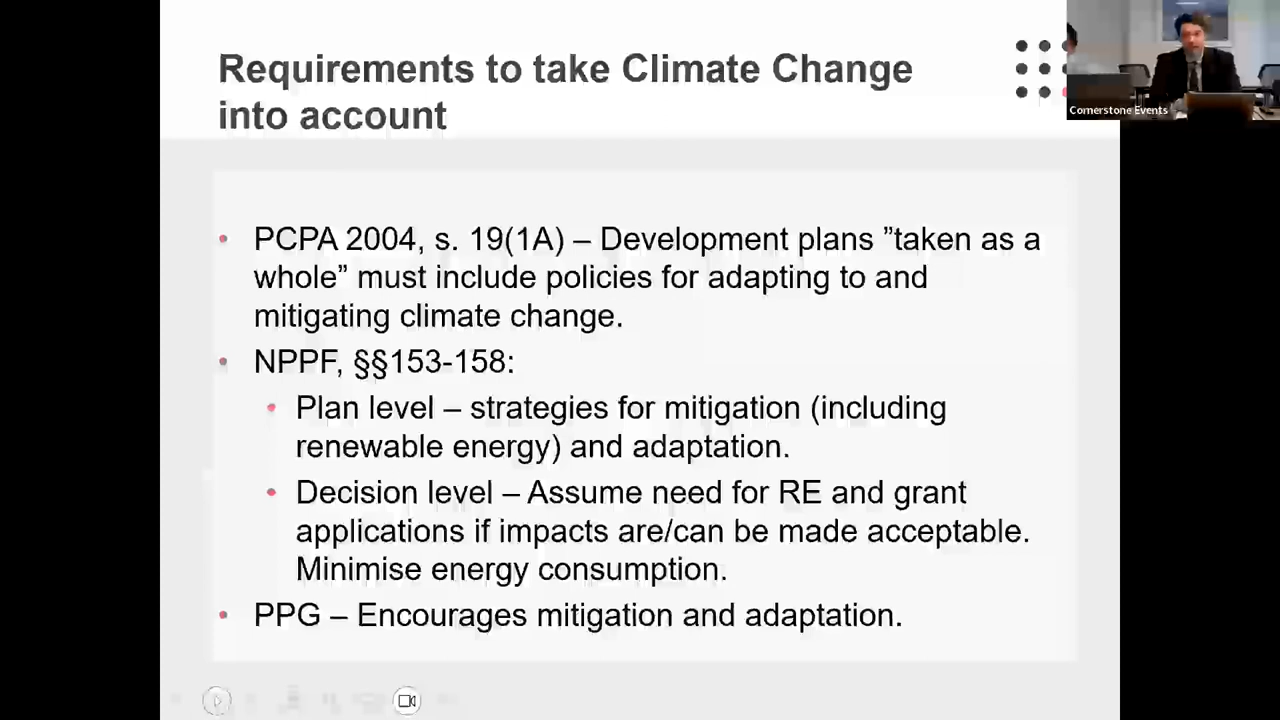 Requirements to take Climate Change
into account
Cornerstone Events
• PCPA 2004, s. 19(1A) – Development plans ”taken as a
whole” must include policies for adapting to and
mitigating climate change.
• NPPF, §§153-158:
• Plan level – strategies for mitigation (including
renewable energy) and adaptation.
• Decision level – Assume need for RE and grant
applications if impacts are/can be made acceptable.
Minimise energy consumption.
• PPG – Encourages mitigation and adaptation.